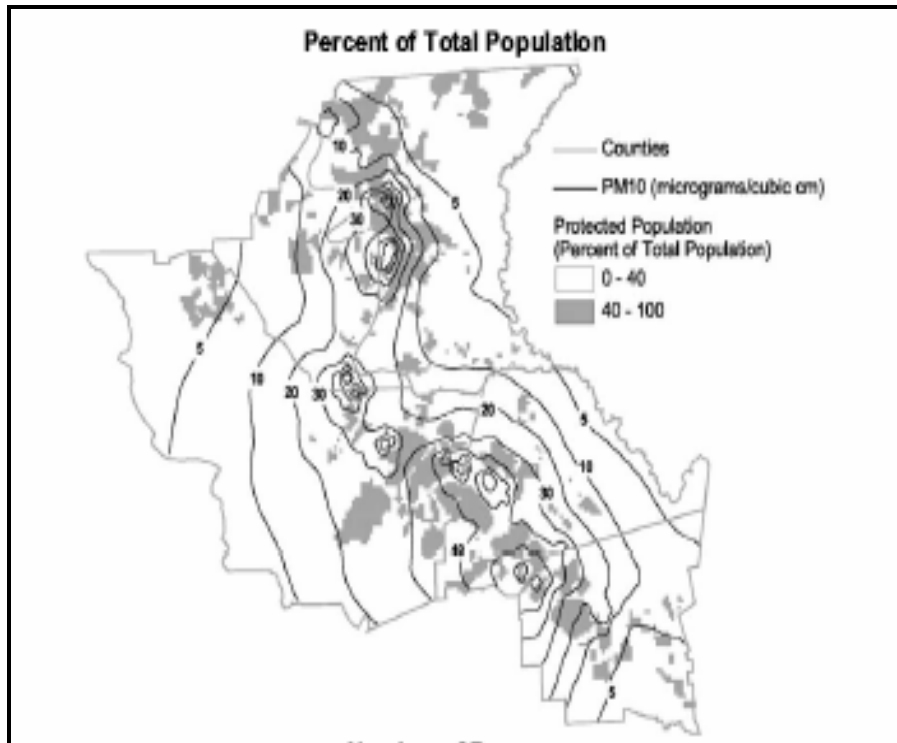 Percent of Total Population
Counties
PM10 (micrograms/cubic cm)
Protected Population
(Percent of Total Population)
0 - 40
40 - 100
10
20
30
5
5
10
20
30
20
5
10
30
5